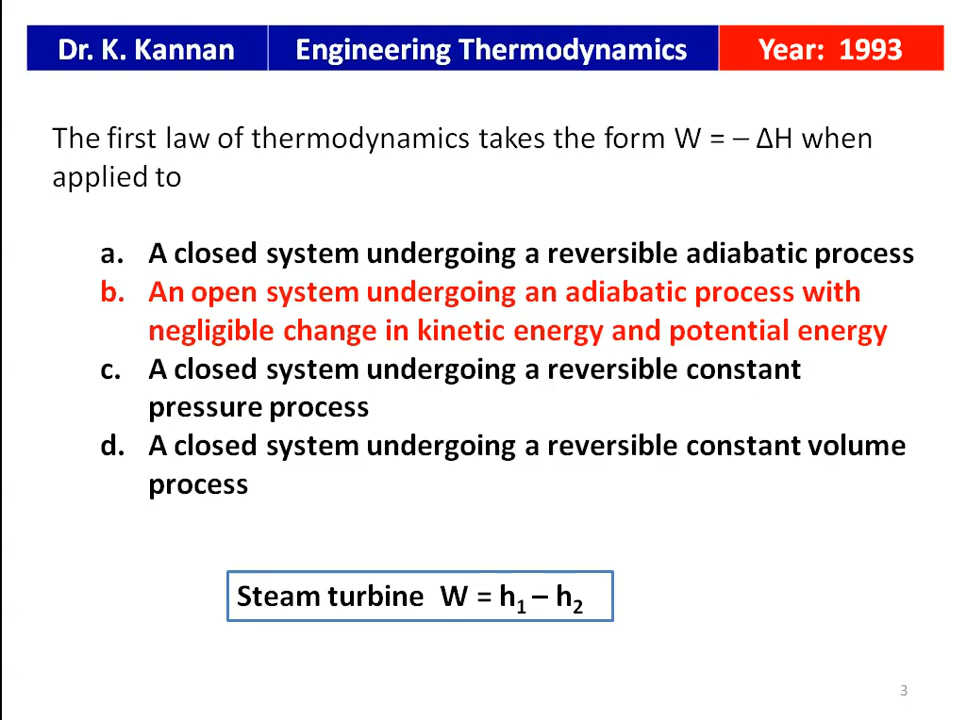 Dr. K. Kannan Engineering Thermodynamics Year: 1993
The first law of thermodynamics takes the form W = – ΔH when
applied to
a. A closed system undergoing a reversible adiabatic process
b. An open system undergoing an adiabatic process with
negligible change in kinetic energy and potential energy
c. A closed system undergoing a reversible constant
pressure process
d. A closed system undergoing a reversible constant volume
process
Steam turbine W = h₁ – h₂
3